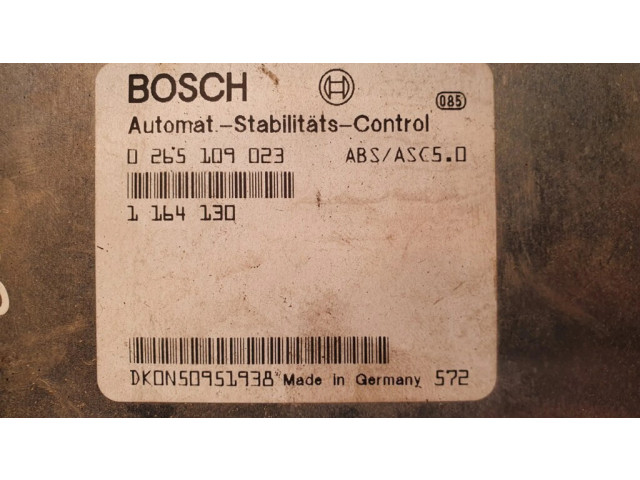 BOSCH
085
Automat.-Stabilitäts-Control
0 265 109 023 ABS/ASC5.0
1 164 130
DKON50951938 Made in Germany 572